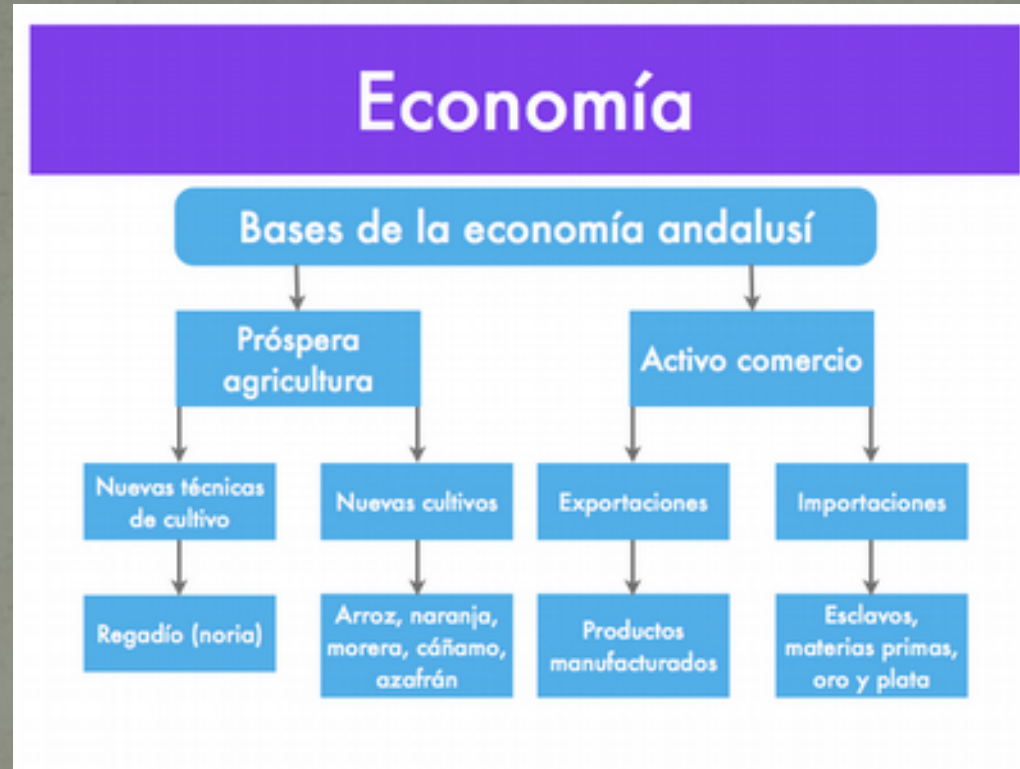 Economía
Bases de la economía andalusí
Próspera
agricultura
Activo comercio
Nuevas técnicas
de cultivo
Nuevas cultivos
Exportaciones
Importaciones
Regadío (noria)
Arroz, naranja,
morera, cáñamo,
azafrán
Productos
manufacturados
Esclavos,
materias primas,
oro y plata